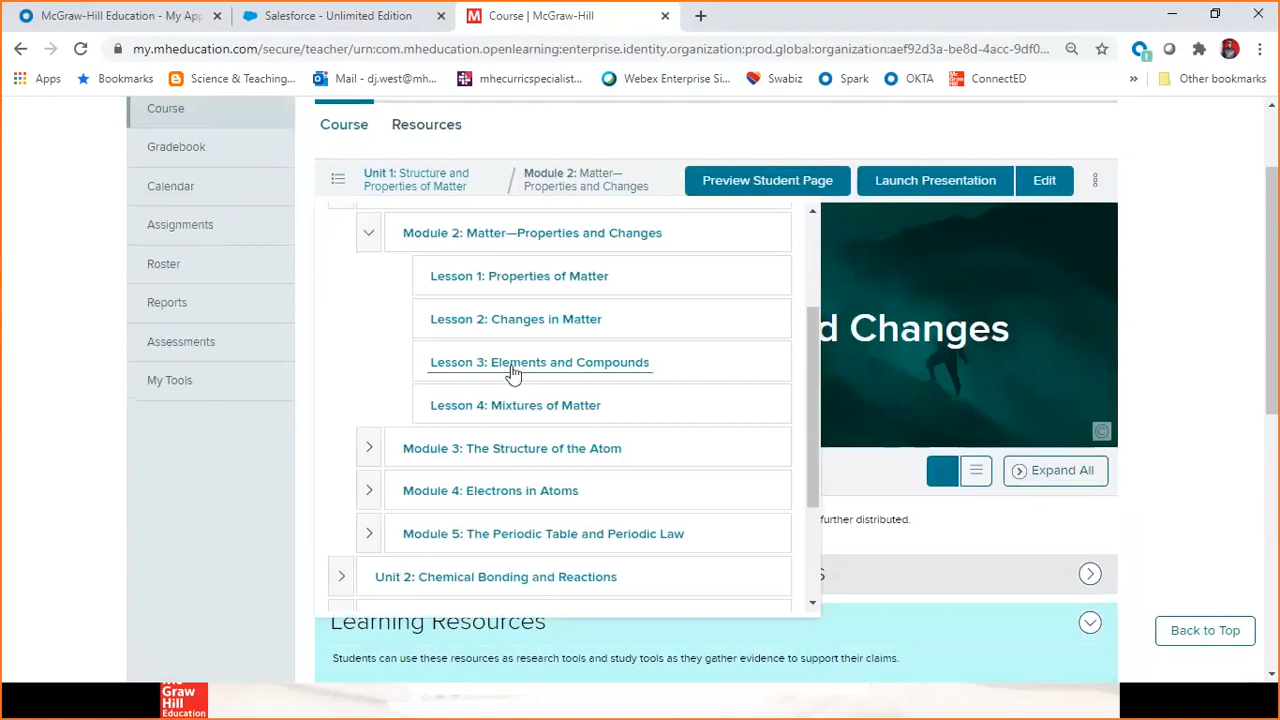 McGraw-Hill Education - My App
Salesforce - Unlimited Edition
Course | McGraw-Hill
my.mheducation.com/secure/teacher/urn:com.mheducation.openlearning:enterprise.identity.organization:prod.global:organization:aef92d3a-be8d-4acc-9df0...
Apps
Bookmarks
Science & Teaching...
Mail - dj.west@mh...
mhecurricspecialist...
Webex Enterprise Si...
Swabiz
Spark
OKTA
ConnectED
Other bookmarks
Course
Gradebook
Calendar
Assignments
Roster
Reports
Assessments
My Tools
Course
Resources
Unit 1: Structure and
Properties of Matter
Module 2: Matter—
Properties and Changes
Preview Student Page
Launch Presentation
Edit
Module 2: Matter—Properties and Changes
Lesson 1: Properties of Matter
Lesson 2: Changes in Matter
Lesson 3: Elements and Compounds
Lesson 4: Mixtures of Matter
Module 3: The Structure of the Atom
Module 4: Electrons in Atoms
Module 5: The Periodic Table and Periodic Law
Unit 2: Chemical Bonding and Reactions
d Changes
Expand All
further distributed.
s
Learning Resources
Students can use these resources as research tools and study tools as they gather evidence to support their claims.
Back to Top
Graw
Hill
Education